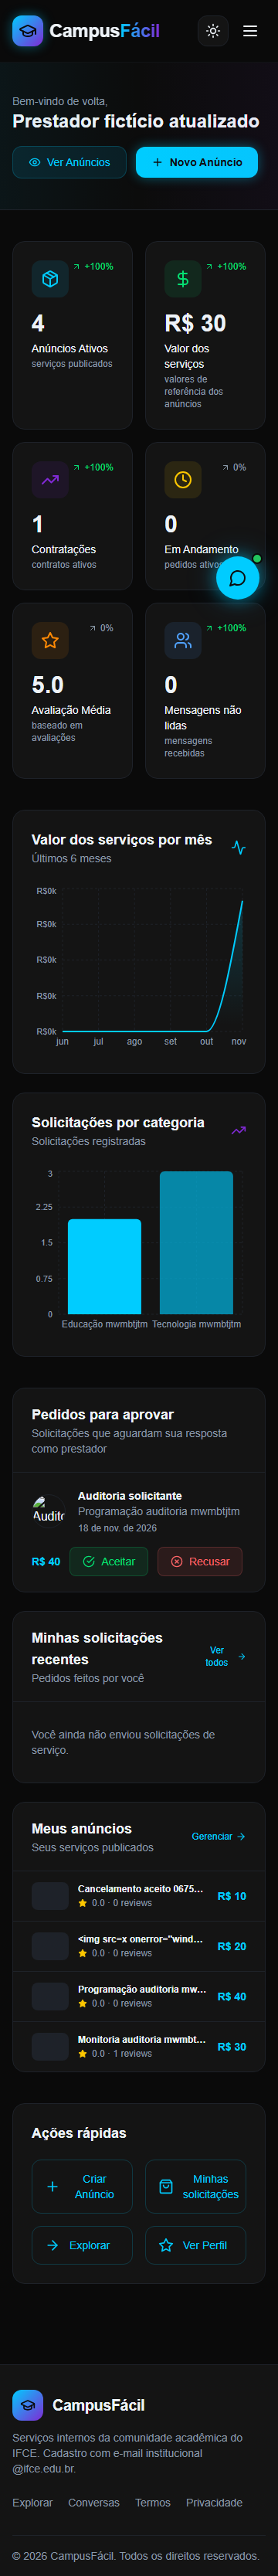 CampusFácil
Bem-vindo de volta,
Prestador fictício atualizado
Ver Anúncios
Novo Anúncio
+100%
4
Anúncios Ativos
serviços publicados
+100%
R$ 30
Valor dos
serviços
valores de
referência dos
anúncios
+100%
1
Contratações
contratos ativos
0%
0
Em Andamento
pedidos
0%
5.0
Avaliação Média
baseado em
avaliações
+100%
0
Mensagens não
lidas
mensagens
recebidas
Valor dos serviços por mês
Últimos 6 meses
R$0k
R$0k
R$0k
R$0k
R$0k
jun jul ago set out nov
Solicitações por categoria
Solicitações registradas
3
2.25
1.5
0.75
0
Educação mwmbtjtm Tecnologia mwmbtjtm
Pedidos para aprovar
Solicitações que aguardam sua resposta
como prestador
Auditoria solicitante
Programação auditoria mwmbtjtm
18 de nov. de 2026
R$ 40
Aceitar
Recusar
Minhas solicitações
recentes
Pedidos feitos por você
Ver
todos
Você ainda não enviou solicitações de
serviço.
Meus anúncios
Seus serviços publicados
Gerenciar
Cancelamento aceito 0675...
0.0 · 0 reviews
R$ 10
<img src=x onerror="wind...
0.0 · 0 reviews
R$ 20
Programação auditoria mw...
0.0 · 0 reviews
R$ 40
Monitoria auditoria mwmbt...
0.0 · 1 reviews
R$ 30
Ações rápidas
Criar
Anúncio
Minhas
solicitações
Explorar
Ver Perfil
CampusFácil
Serviços internos da comunidade acadêmica do
IFCE. Cadastro com e-mail institucional
@ifce.edu.br.
Explorar Conversas Termos Privacidade
© 2026 CampusFácil. Todos os direitos reservados.